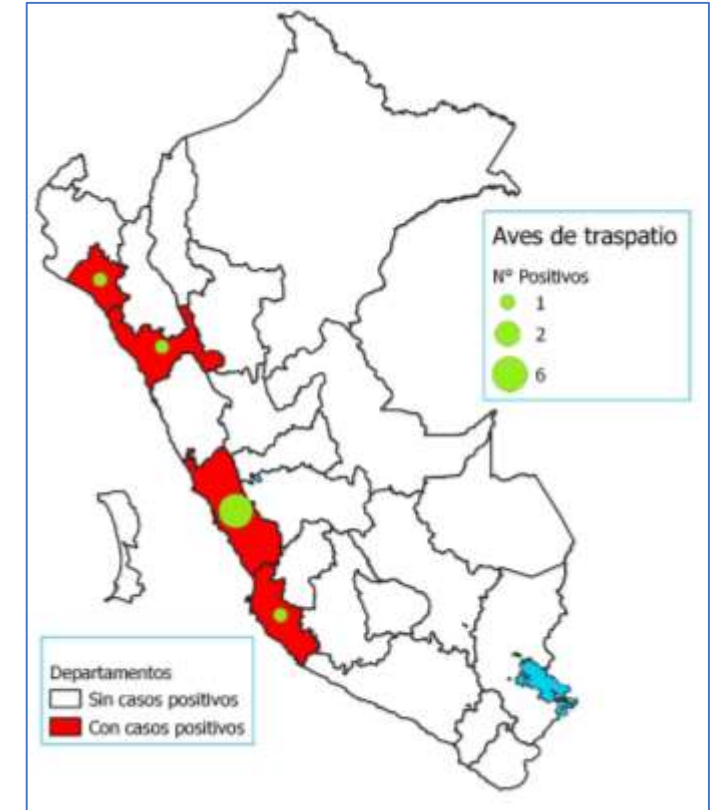 Aves de traspatio
N° Positivos
1
2
6
Departamentos
Sin casos positivos
Con casos positivos